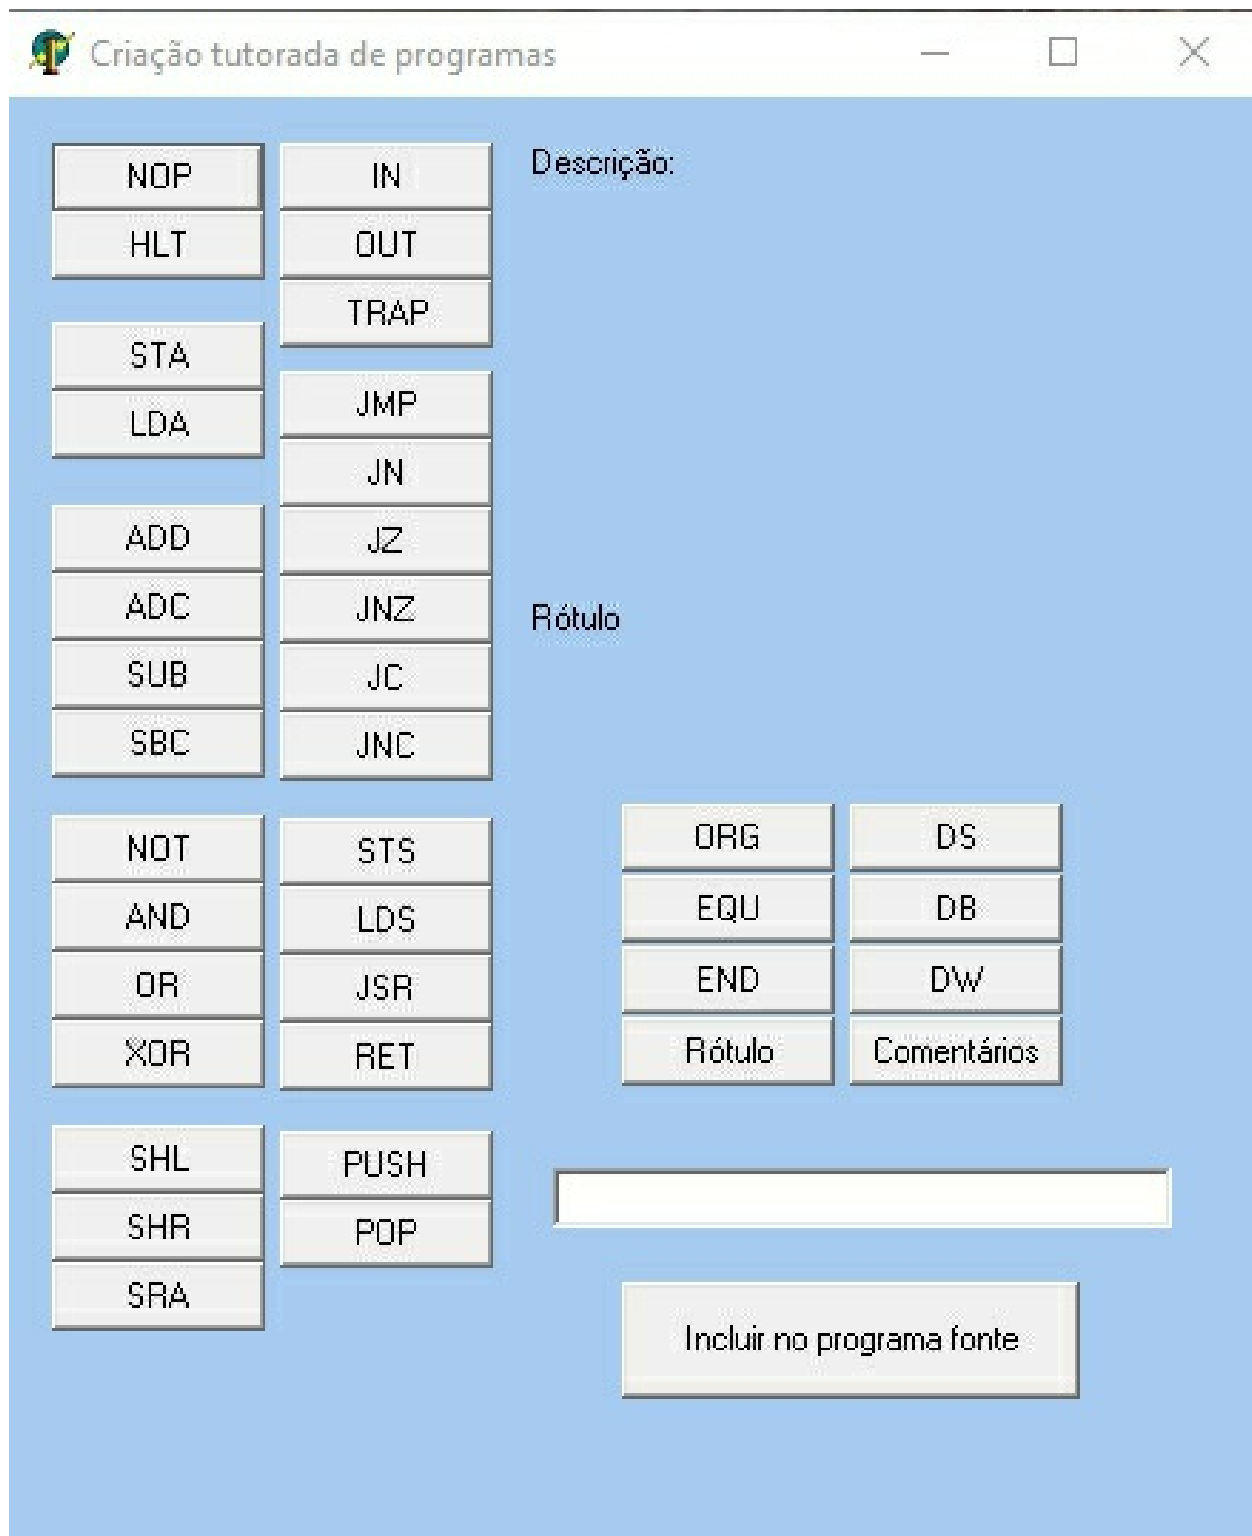 Criação tutorada de programas
NOP
HLT
STA
LDA
ADD
ADC
SUB
SBC
NOT
AND
OR
XOR
SHL
SHR
SRA
IN
OUT
TRAP
JMP
JN
JZ
JNZ
JC
JNC
STS
LDS
JSR
RET
PUSH
POP
Descrição:
Rótulo
ORG
DS
EQU
DB
END
DW
Rótulo
Comentários
Incluir no programa fonte